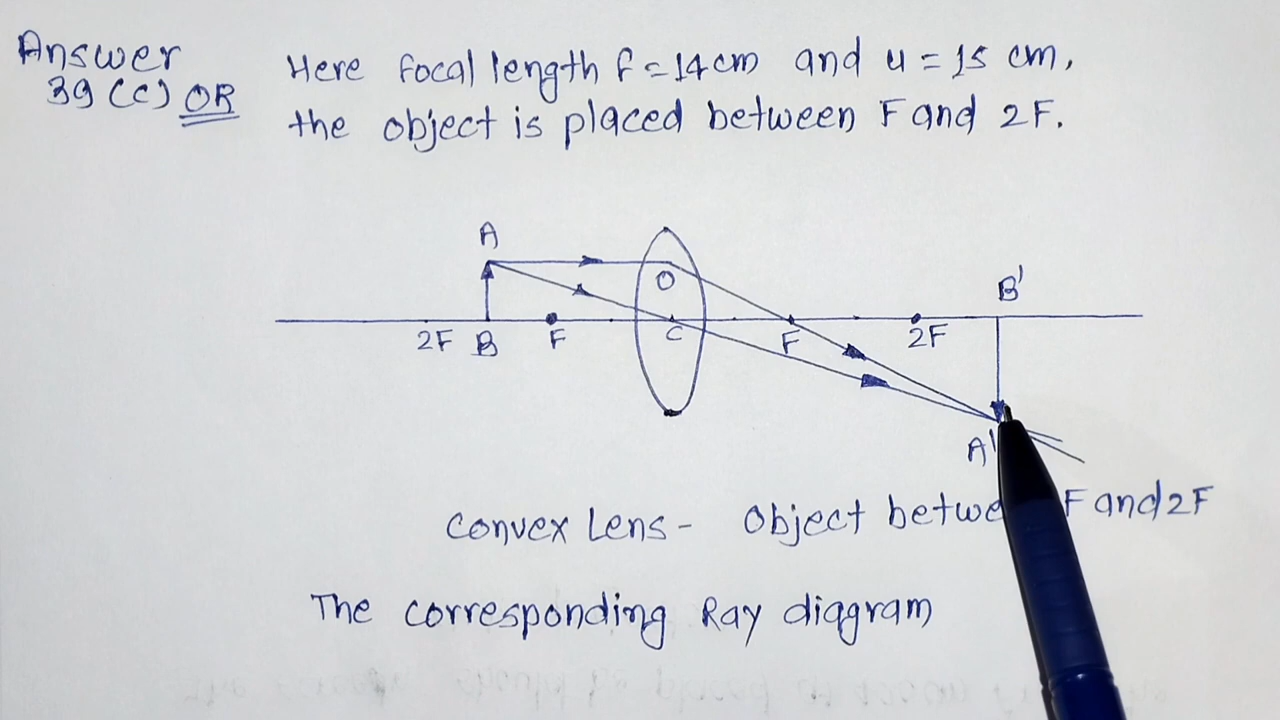 Answer
39 (C) OR
Here focal length f = 14 cm and u = 15 cm,
the object is placed between F and 2F.
A
B'
O
2F B F C F 2F
A'
Convex Lens - Object betwe F and 2F
The corresponding Ray diagram